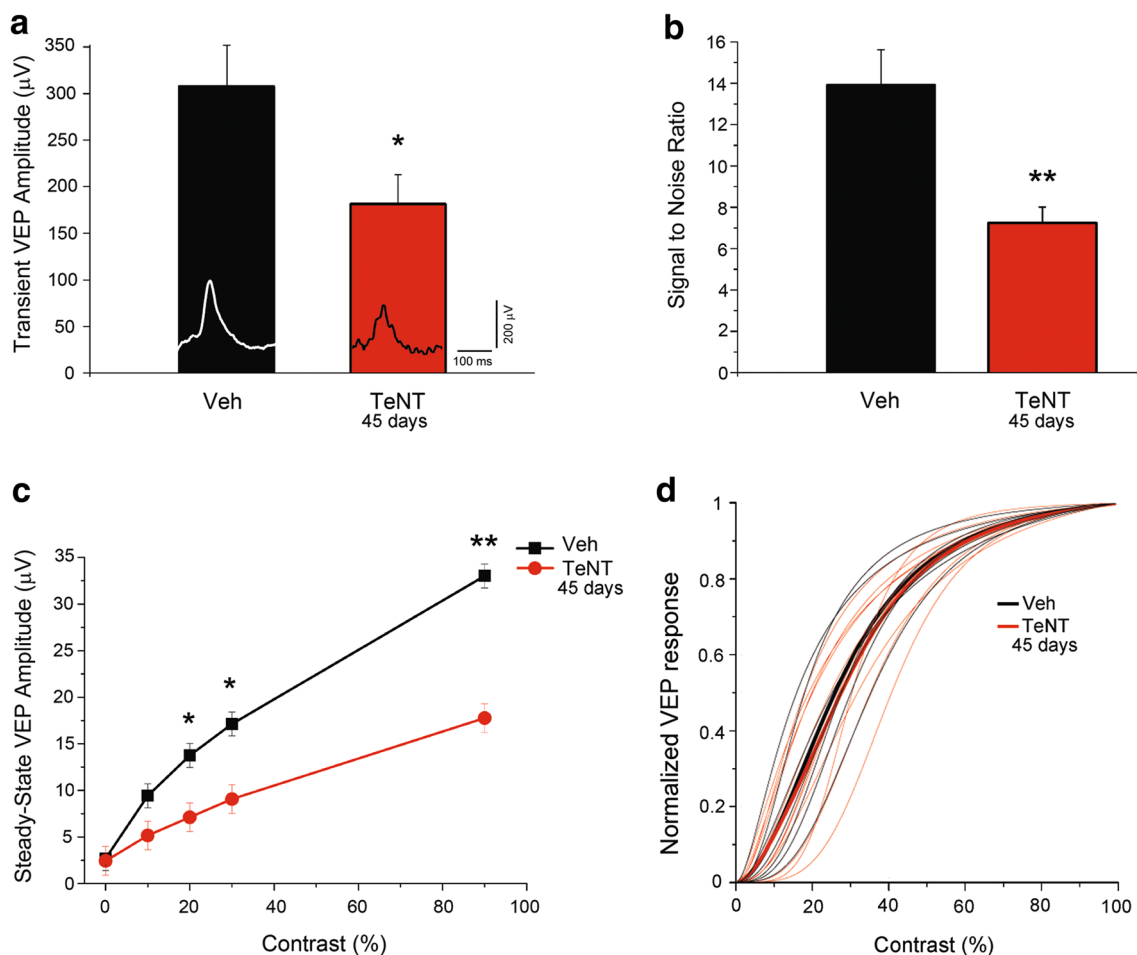 a
Transient VEP Amplitude (µV)
350
300
250
200
150
100
50
0
*
200 µV
100 ms
Veh
TeNT
45 days
b
Signal to Noise Ratio
16
14
12
10
8
6
4
2
0
**
Veh
TeNT
45 days
c
Steady-State VEP Amplitude (µV)
35
30
25
20
15
10
5
0
*
*
**
Veh
TeNT
45 days
0 20 40 60 80 100
Contrast (%)
d
Normalized VEP response
1
0.8
0.6
0.4
0.2
0
Veh
TeNT
45 days
0 20 40 60 80 100
Contrast (%)